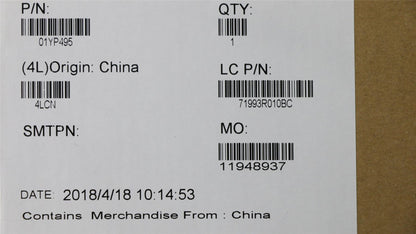 P/N: QTY:
01YP495 1
(4L)Origin: China LC P/N:
4LCN 71993R010BC
SMTPN: MO:
11948937
DATE: 2018/4/18 10:14:53
Contains Merchandise From : China